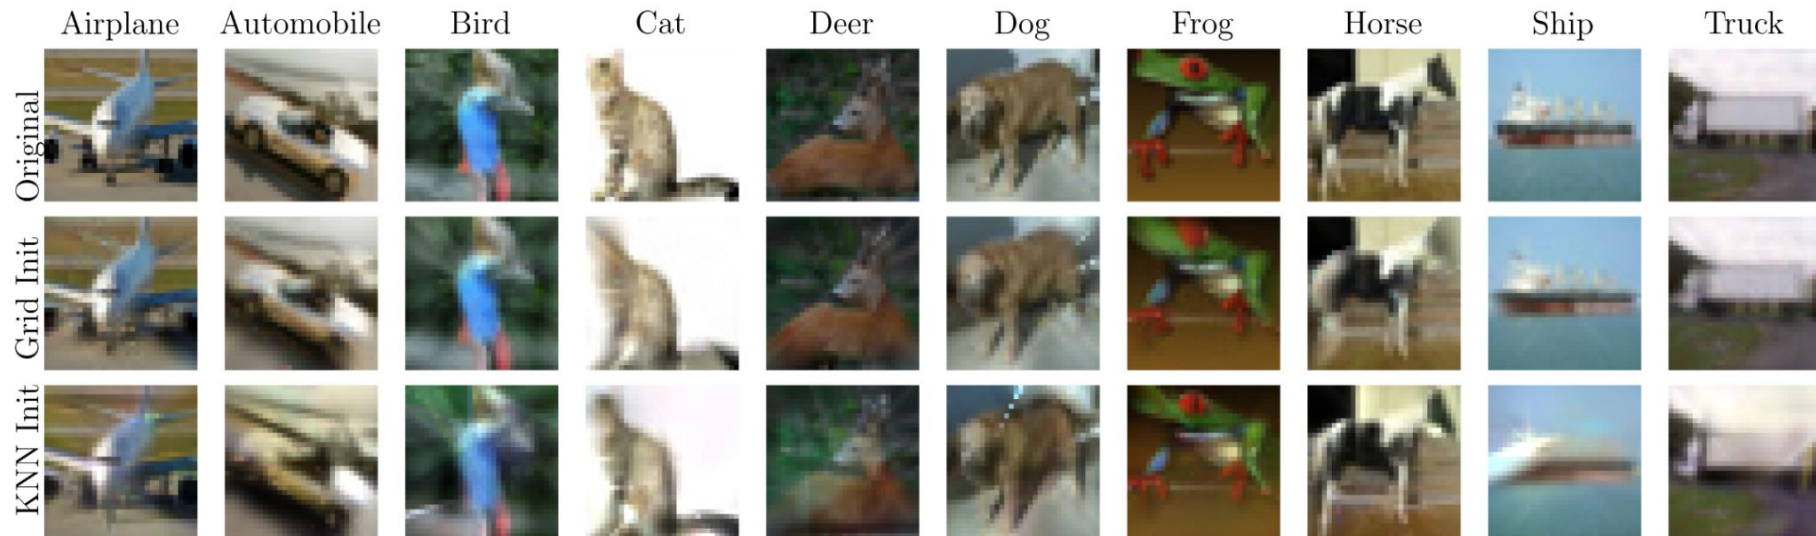 Airplane Automobile Bird Cat Deer Dog Frog Horse Ship Truck
Original
Grid Init
KNN Init